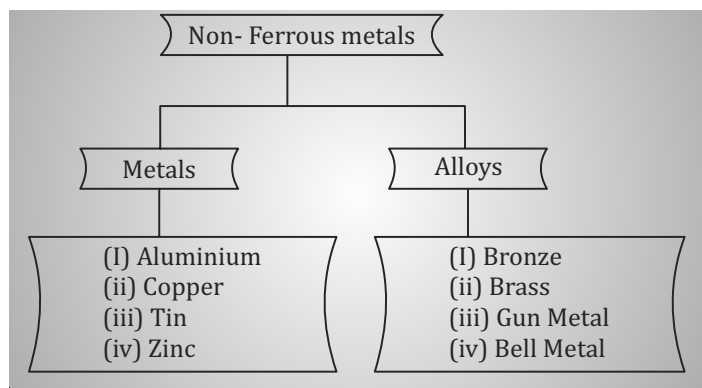 Non- Ferrous metals
Metals
Alloys
(I) Aluminium
(ii) Copper
(iii) Tin
(iv) Zinc
(I) Bronze
(ii) Brass
(iii) Gun Metal
(iv) Bell Metal